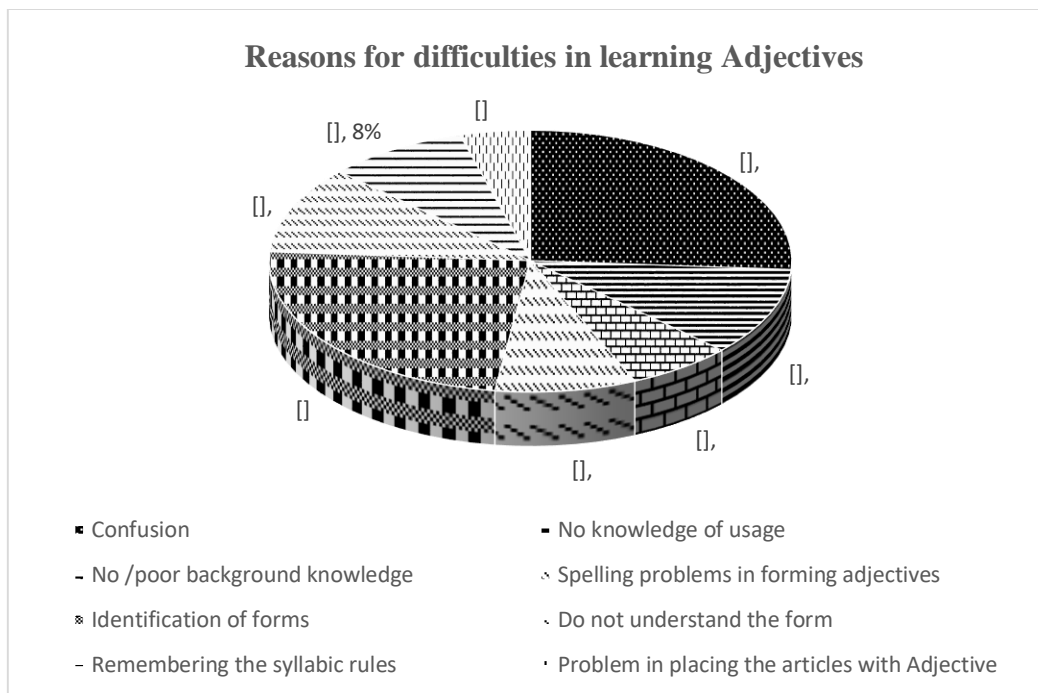 Reasons for difficulties in learning Adjectives
[]
[], 8%
[],
[],
[],
[]
[],
[],
Confusion
No knowledge of usage
No /poor background knowledge
Spelling problems in forming adjectives
Identification of forms
Do not understand the form
Remembering the syllabic rules
Problem in placing the articles with Adjective